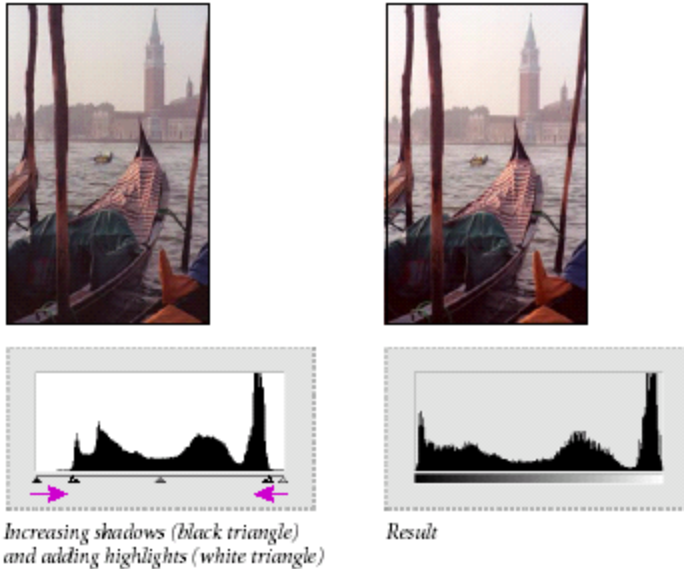 Increasing shadows (black triangle)
and adding highlights (white triangle)
Result